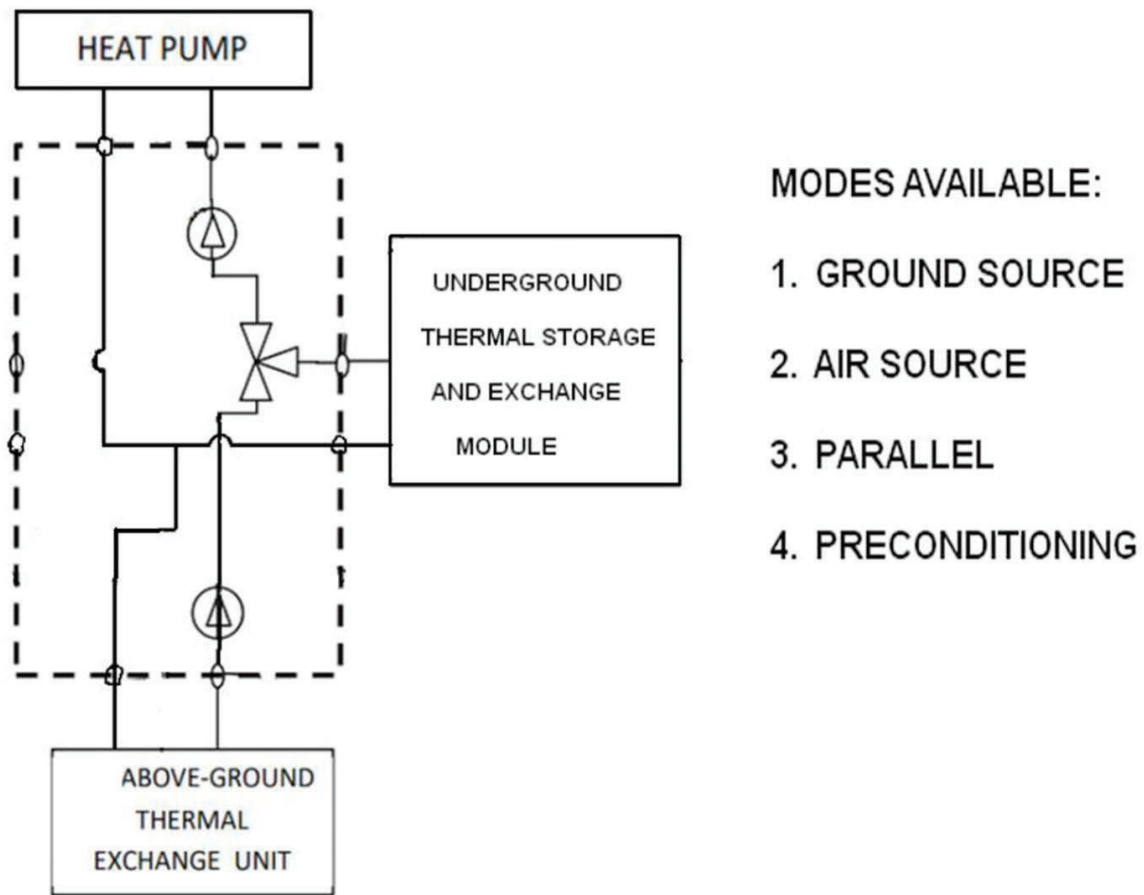 HEAT PUMP
UNDERGROUND
THERMAL STORAGE
AND EXCHANGE
MODULE
ABOVE-GROUND
THERMAL
EXCHANGE UNIT
MODES AVAILABLE:
1. GROUND SOURCE
2. AIR SOURCE
3. PARALLEL
4. PRECONDITIONING